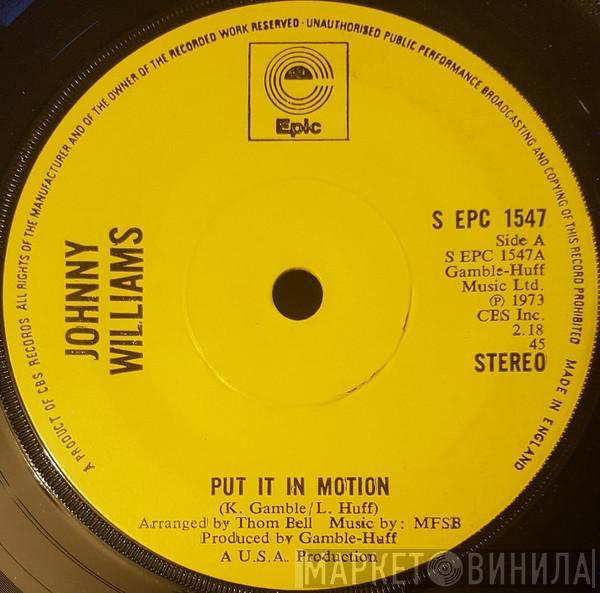 A PRODUCT OF CBS RECORDS ALL RIGHTS OF THE MANUFACTURER AND OF THE OWNER OF THE RECORDED WORK RESERVED · UNAUTHORISED PUBLIC PERFORMANCE BROADCASTING AND COPYING OF THIS RECORD PROHIBITED MADE IN ENGLAND
Epic
JOHNNY
WILLIAMS
S EPC 1547
Side A
S EPC 1547A
Gamble-Huff
Music Ltd.
℗ 1973
CBS Inc.
2.18
45
STEREO
PUT IT IN MOTION
(K. Gamble/L. Huff)
Arranged by Thom Bell Music by: MFSB
Produced by Gamble-Huff
A U.S.A. Production
МАРКЕТ ВИНИЛА